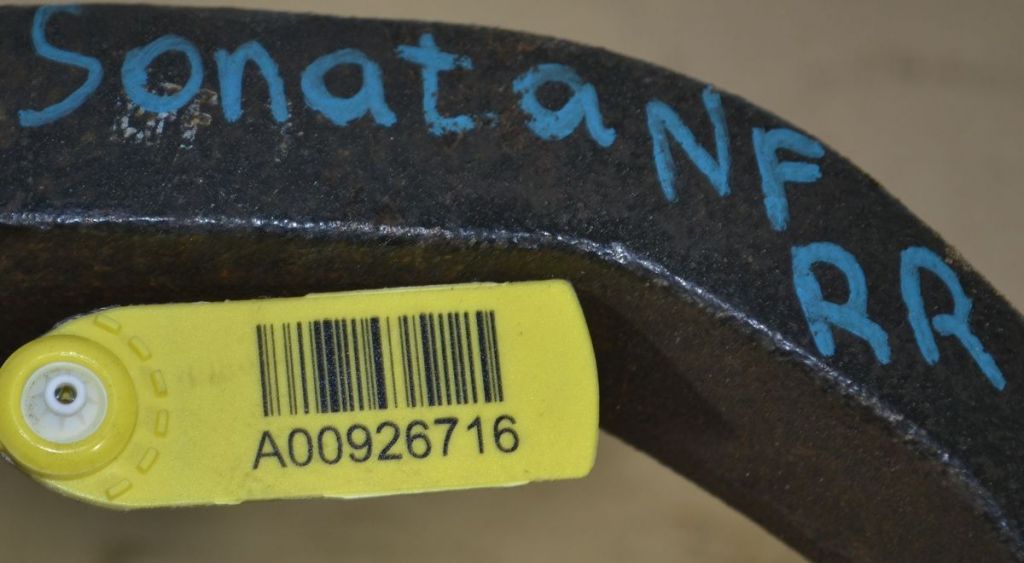 Sonata NF
RR
A00926716